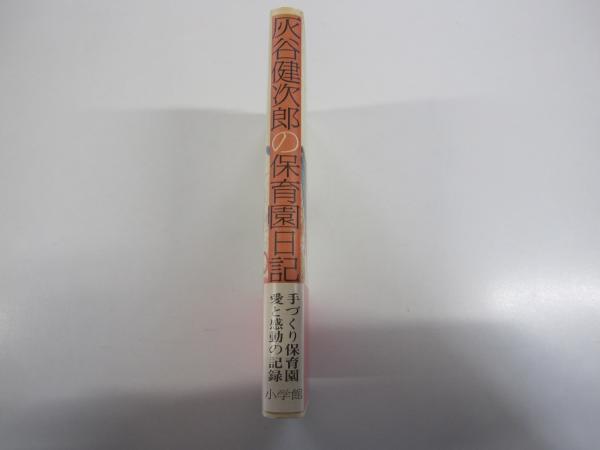 灰谷健次郎の保育園日記
手づくり保育園
愛と感動の記録
小学館